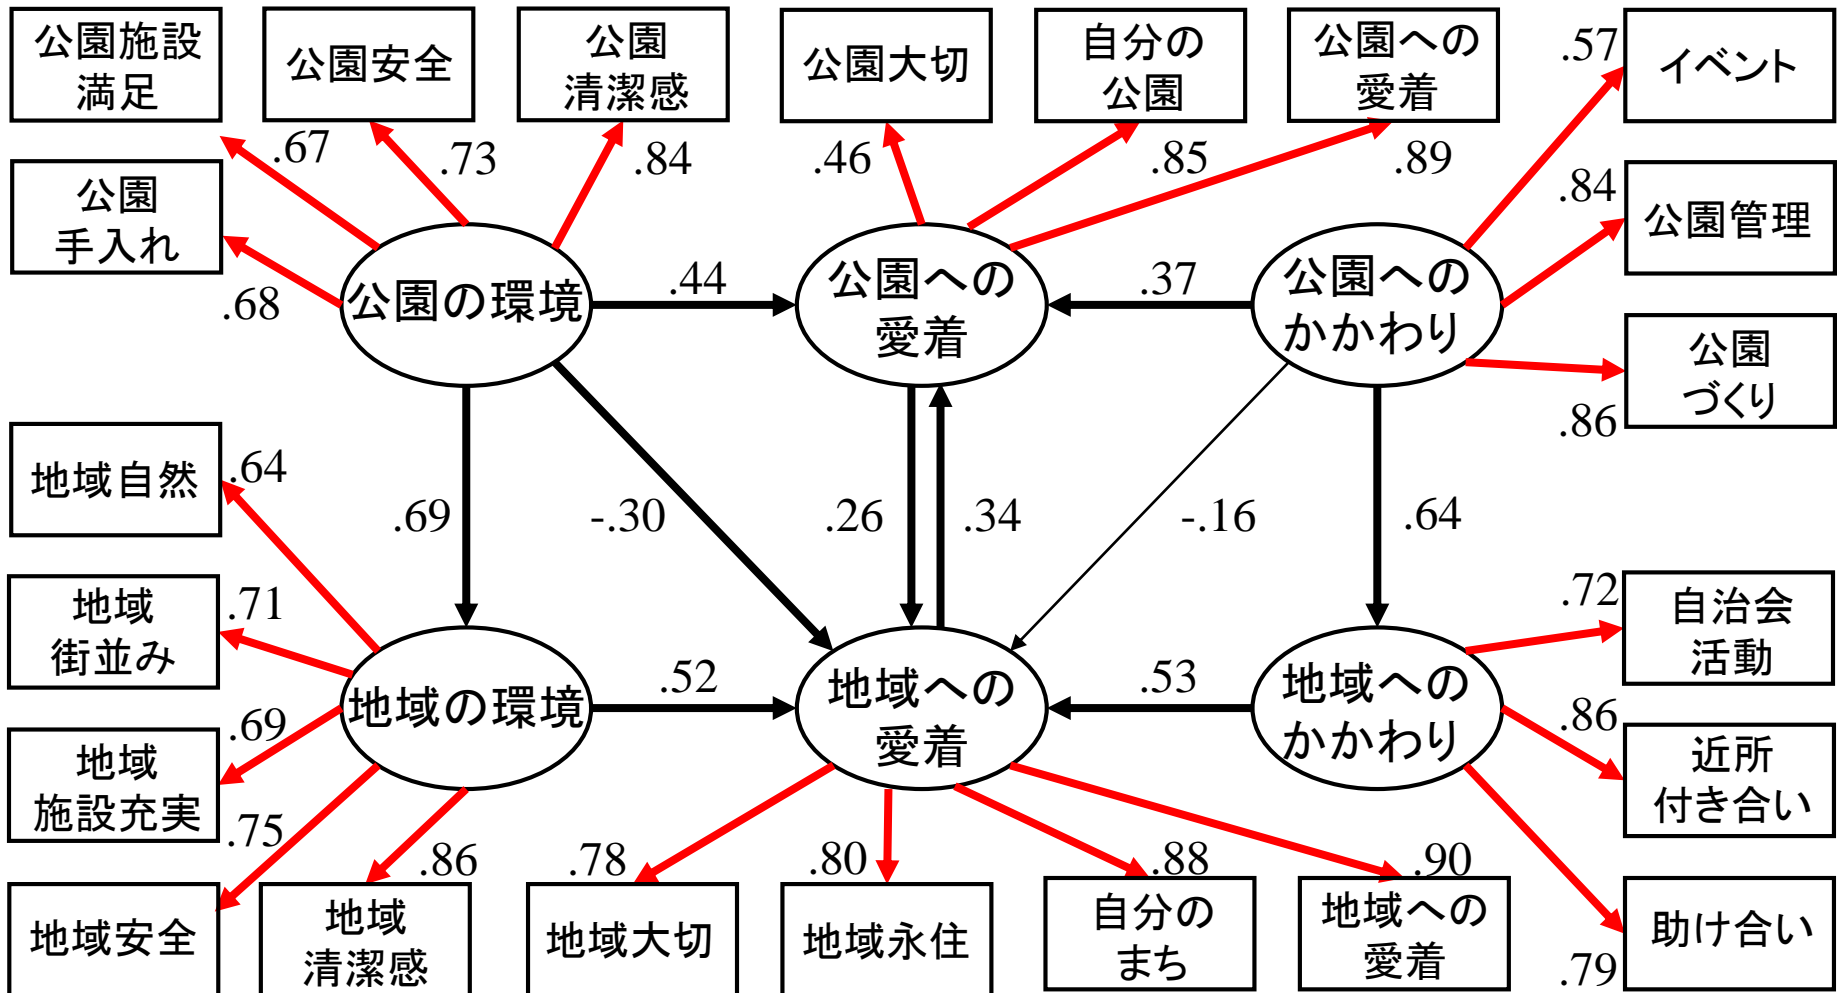 公園施設
満足
公園安全
公園
清潔感
公園大切
自分の
公園
公園への
愛着
.57
イベント
.67
.73
.84
.46
.85
.89
公園
手入れ
.84
公園管理
.68
公園の環境
.44
公園への
愛着
.37
公園への
かかわり
公園
づくり
.86
地域自然
.64
.69
-.30
.26
.34
-.16
.64
地域
街並み
.71
.72
自治会
活動
地域の環境
.52
地域への
愛着
.53
地域への
かかわり
.69
地域
施設充実
.86
近所
付き合い
.75
.86
.78
.80
.88
.90
地域安全
地域
清潔感
地域大切
地域永住
自分の
まち
地域への
愛着
助け合い
.79